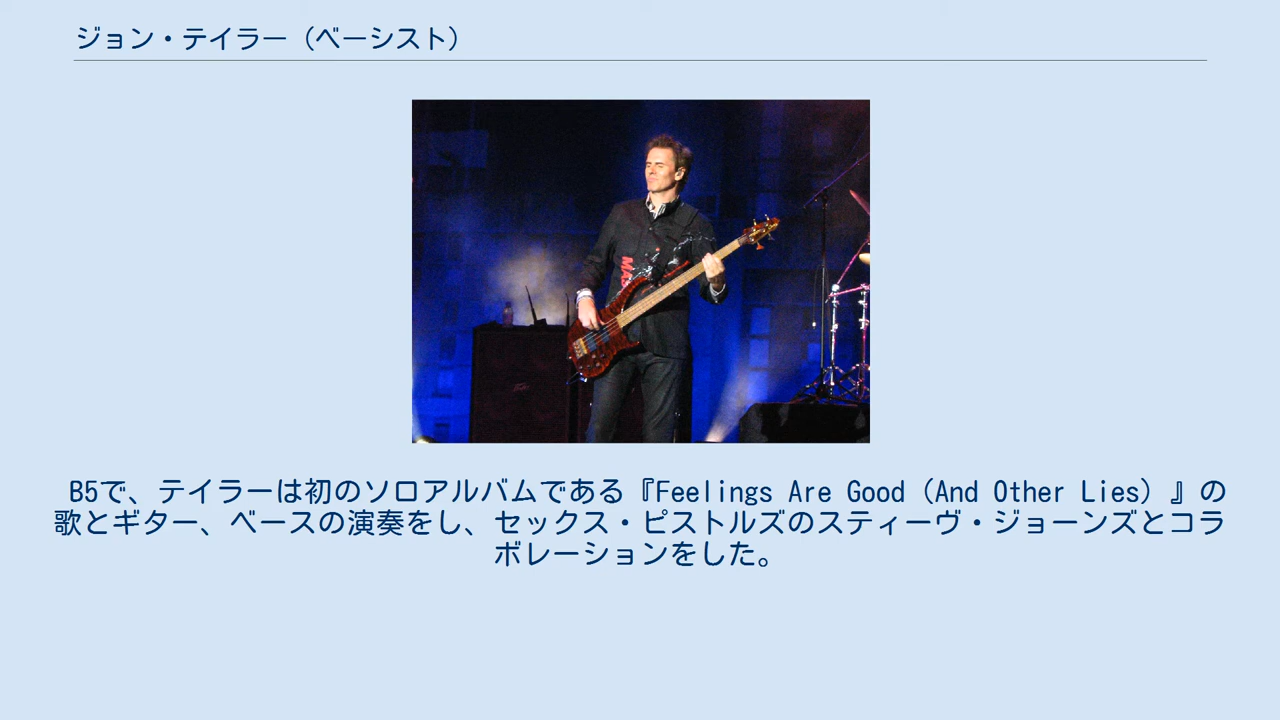 ジョン・テイラー（ベーシスト）
B5で、テイラーは初のソロアルバムである『Feelings Are Good（And Other Lies）』の
歌とギター、ベースの演奏をし、セックス・ピストルズのスティーヴ・ジョーンズとコラ
ボレーションをした。